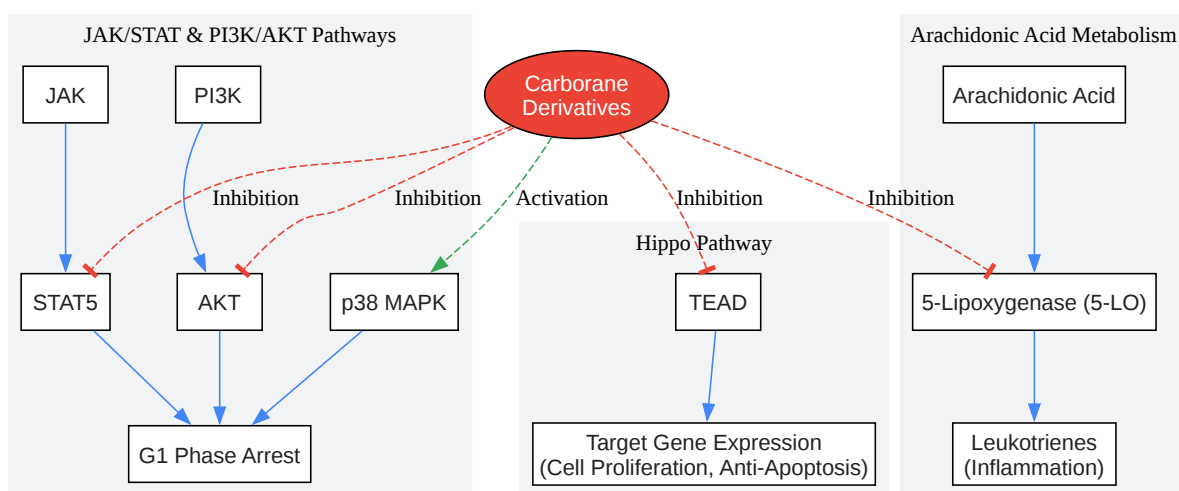 JAK/STAT & PI3K/AKT Pathways
Arachidonic Acid Metabolism
JAK
PI3K
Carborane
Derivatives
Arachidonic Acid
Inhibition
Inhibition
Activation
Inhibition
Inhibition
Hippo Pathway
STAT5
AKT
p38 MAPK
TEAD
5-Lipoxygenase (5-LO)
G1 Phase Arrest
Target Gene Expression
(Cell Proliferation, Anti-Apoptosis)
Leukotrienes
(Inflammation)